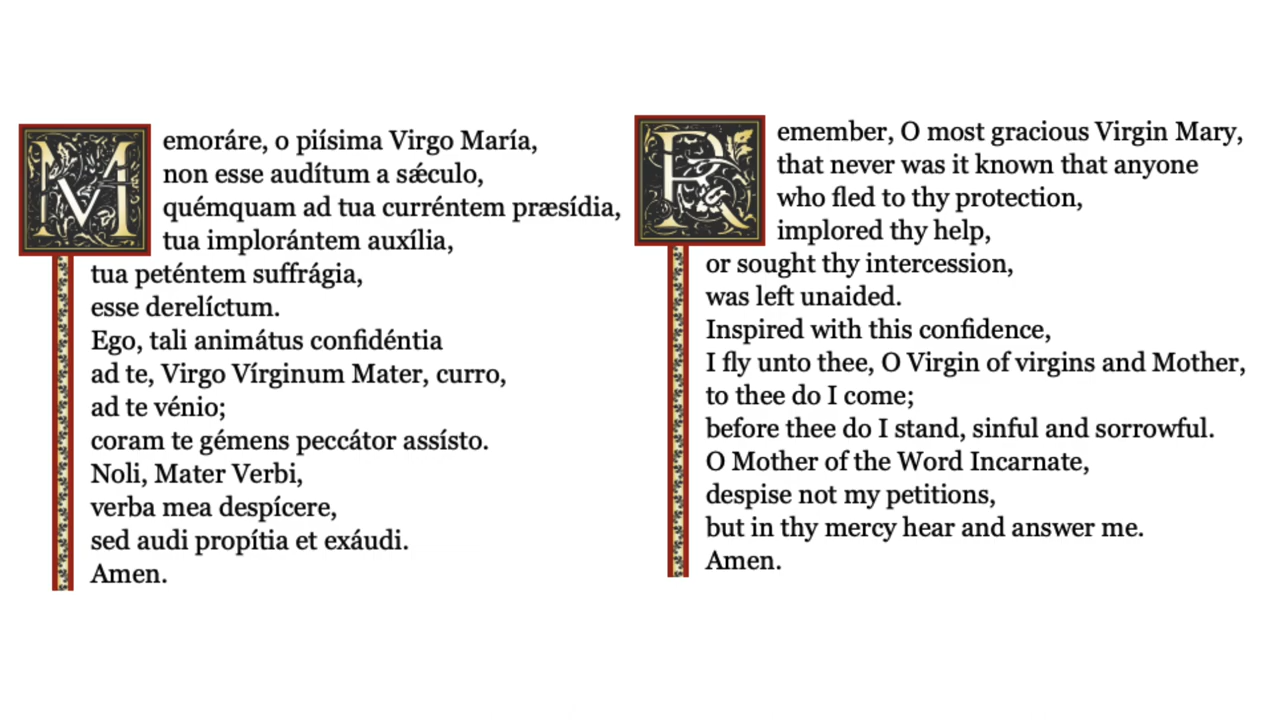 Memoráre, o piísima Virgo María,
non esse audítum a sǽculo,
quémquam ad tua curréntem præsídia,
tua implorántem auxília,
tua peténtem suffrágia,
esse derelíctum.
Ego, tali animátus confidéntia
ad te, Virgo Vírginum Mater, curro,
ad te vénio;
coram te gémens peccátor assísto.
Noli, Mater Verbi,
verba mea despícere,
sed audi propítia et exáudi.
Amen.
Remember, O most gracious Virgin Mary,
that never was it known that anyone
who fled to thy protection,
implored thy help,
or sought thy intercession,
was left unaided.
Inspired with this confidence,
I fly unto thee, O Virgin of virgins and Mother,
to thee do I come;
before thee do I stand, sinful and sorrowful.
O Mother of the Word Incarnate,
despise not my petitions,
but in thy mercy hear and answer me.
Amen.